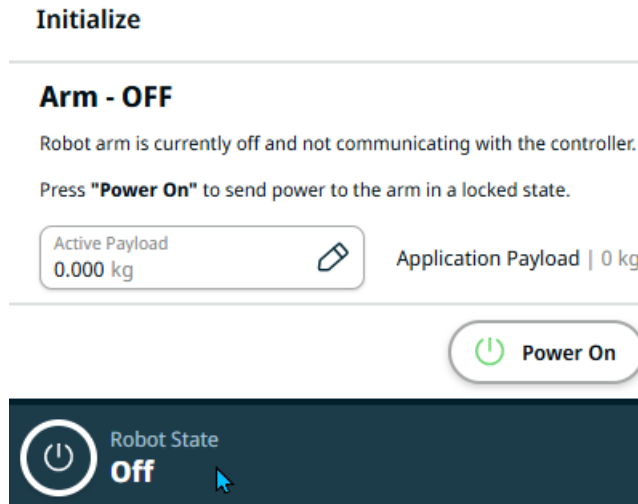 Initialize
Arm - OFF
Robot arm is currently off and not communicating with the controller.
Press "Power On" to send power to the arm in a locked state.
Active Payload
0.000 kg
Application Payload | 0 kg
Power On
Robot State
Off